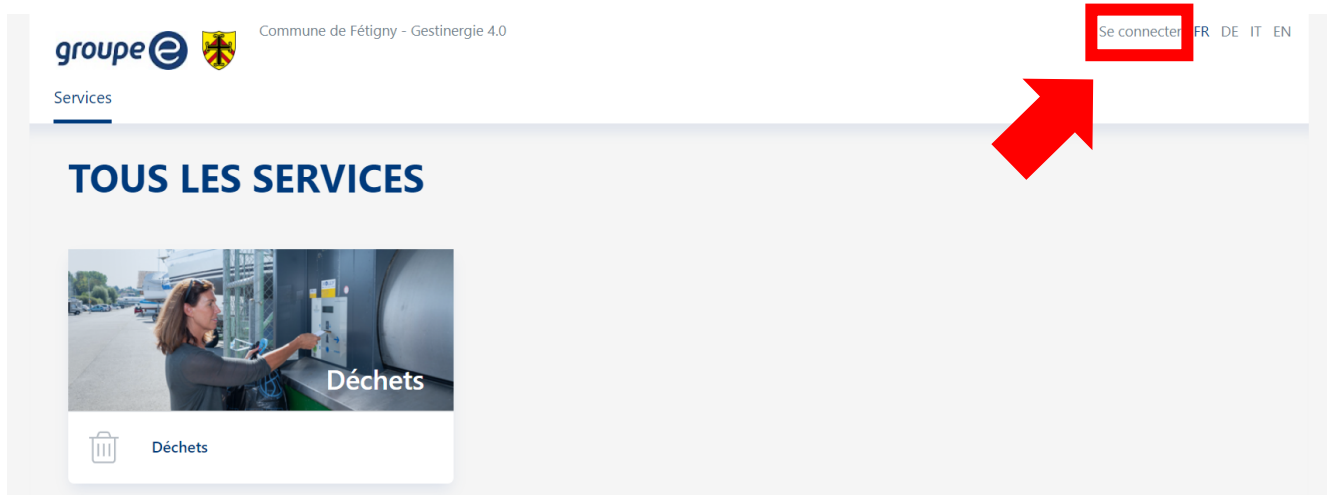 groupe e
Commune de Fétigny - Gestinergie 4.0
Se connecter FR DE IT EN
Services
TOUS LES SERVICES
Déchets
Déchets